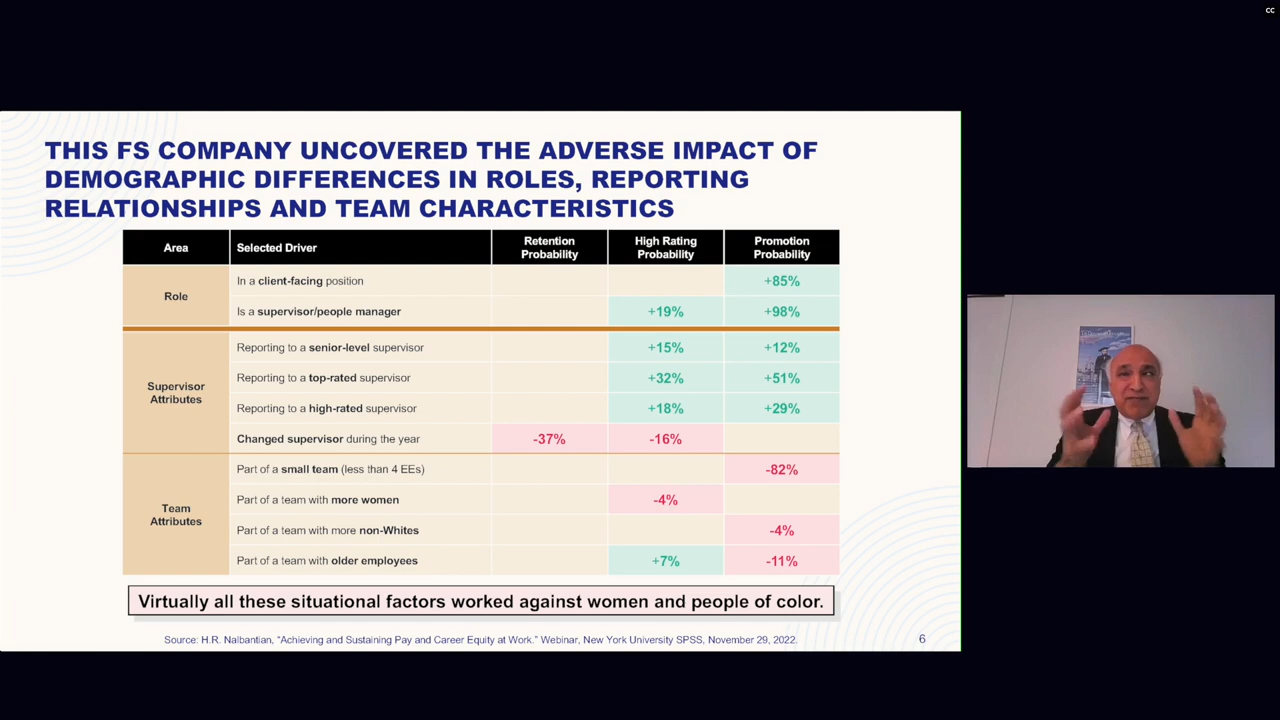 CC
THIS FS COMPANY UNCOVERED THE ADVERSE IMPACT OF
DEMOGRAPHIC DIFFERENCES IN ROLES, REPORTING
RELATIONSHIPS AND TEAM CHARACTERISTICS
Area Selected Driver Retention Probability High Rating Probability Promotion Probability
Role
In a client-facing position +85%
Is a supervisor/people manager +19% +98%
Supervisor Attributes
Reporting to a senior-level supervisor +15% +12%
Reporting to a top-rated supervisor +32% +51%
Reporting to a high-rated supervisor +18% +29%
Changed supervisor during the year -37% -16%
Team Attributes
Part of a small team (less than 4 EEs) -82%
Part of a team with more women -4%
Part of a team with more non-Whites -4%
Part of a team with older employees +7% -11%
Virtually all these situational factors worked against women and people of color.
Source: H.R. Nalbantian, “Achieving and Sustaining Pay and Career Equity at Work.” Webinar, New York University SPSS, November 29, 2022.
6